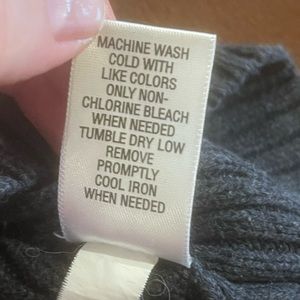 MACHINE WASH
COLD WITH
LIKE COLORS
ONLY NON-
CHLORINE BLEACH
WHEN NEEDED
TUMBLE DRY LOW
REMOVE
PROMPTLY
COOL IRON
WHEN NEEDED